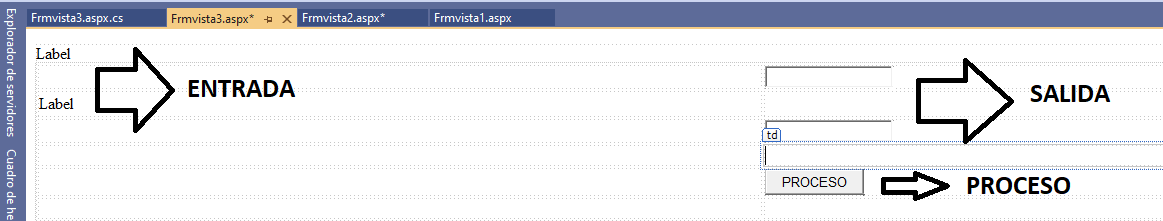 Frmvista3.aspx.cs Frmvista3.aspx* Frmvista2.aspx* Frmvista1.aspx
Explorador de servidores
Cuadro de he
Label
ENTRADA
SALIDA
Label
td
PROCESO
PROCESO